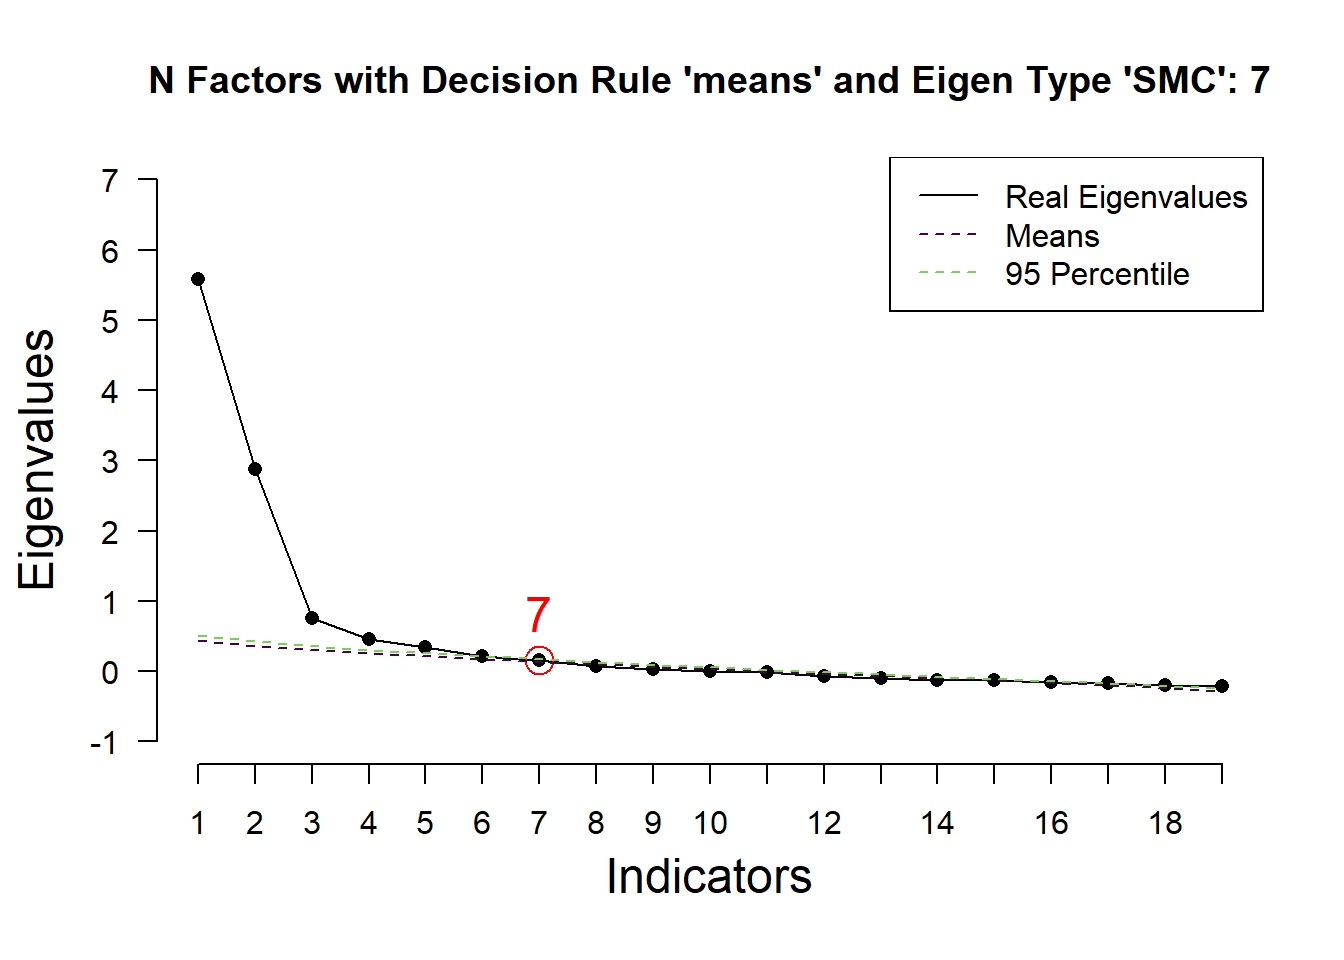 N Factors with Decision Rule 'means' and Eigen Type 'SMC': 7
Real Eigenvalues
Means
95 Percentile
Eigenvalues
7
6
5
4
3
2
1
0
-1
7
1 2 3 4 5 6 7 8 9 10 12 14 16 18
Indicators